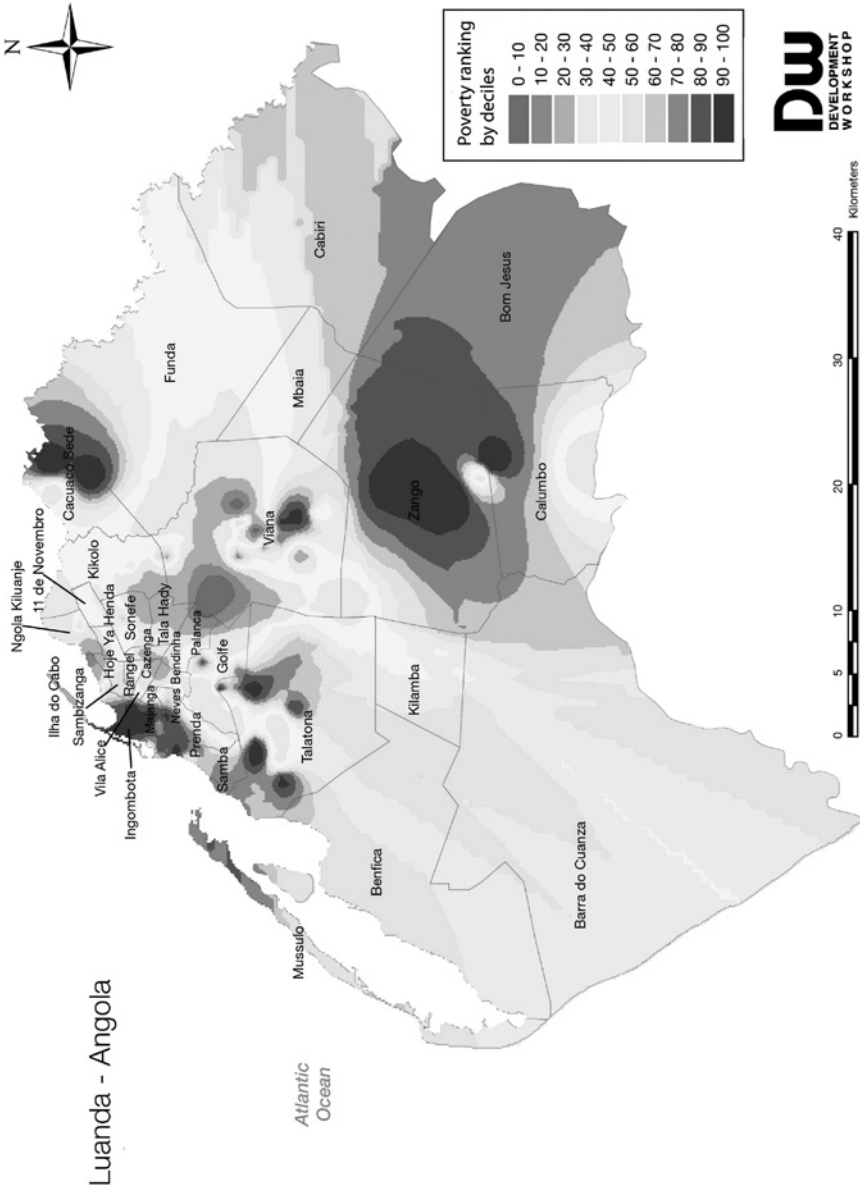 Luanda - Angola
N
Atlantic
Ocean
Ngola Kiluanje
11 de Novembro
Ilha do Cabo
Sambizanga
Hoje Ya Henda
Vila Alice
Rangel
Ingombota
Maianga
Cazenga
Sonefe
Kikolo
Cacuaco Sede
Funda
Neves Bendinha
Tala Hady
Palanca
Prenda
Golfe
Samba
Viana
Mbaia
Cabiri
Talatona
Mussulo
Benfica
Kilamba
Zango
Bom Jesus
Calumbo
Barra do Cuanza
Poverty ranking
by deciles
0 - 10
10 - 20
20 - 30
30 - 40
40 - 50
50 - 60
60 - 70
70 - 80
80 - 90
90 - 100
0 5 10 20 30 40
Kilometers
DW
DEVELOPMENT
WORKSHOP